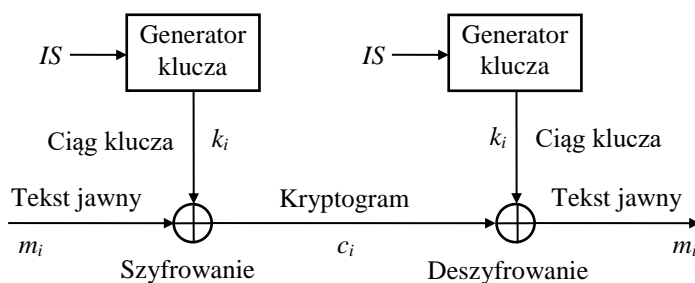 Generator
klucza
IS
Generator
klucza
IS
Ciąg klucza
k_i
k_i
Ciąg klucza
Tekst jawny
Kryptogram
Tekst jawny
m_i
c_i
m_i
Szyfrowanie
Deszyfrowanie